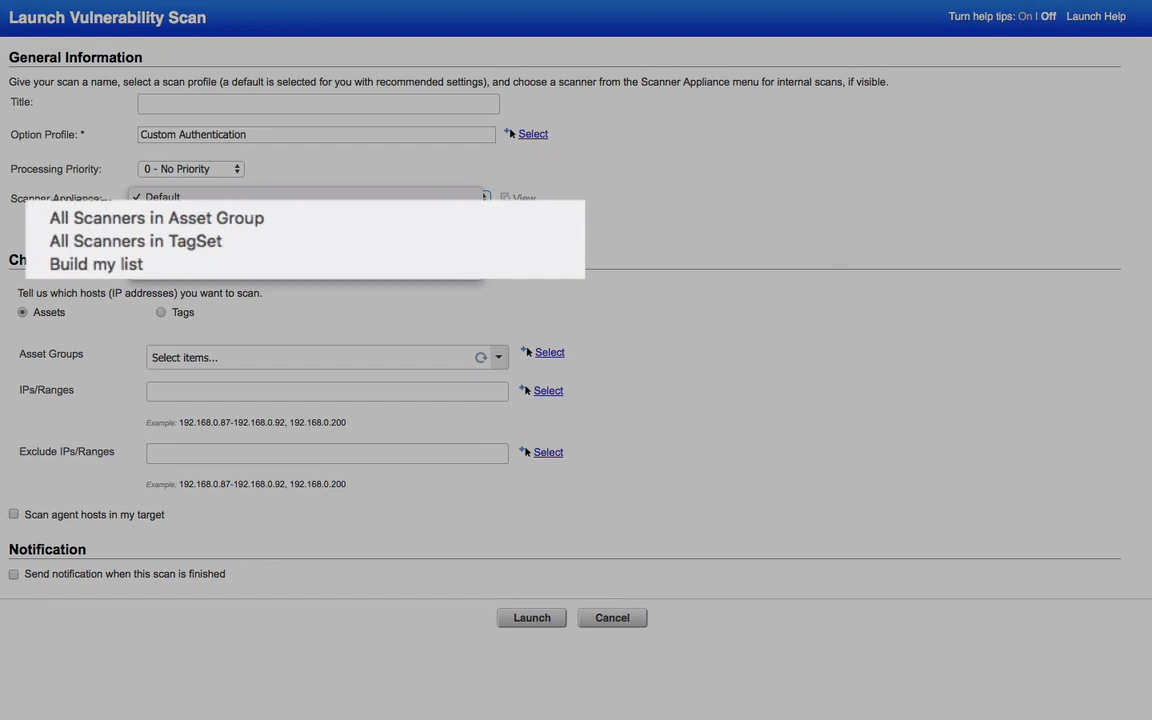 Launch Vulnerability Scan
Turn help tips: On | Off Launch Help
General Information
Give your scan a name, select a scan profile (a default is selected for you with recommended settings), and choose a scanner from the Scanner Appliance menu for internal scans, if visible.
Title:
Option Profile: * Custom Authentication Select
Processing Priority: 0 - No Priority
Scanner Appliance: ✓ Default View
All Scanners in Asset Group
All Scanners in TagSet
Build my list
Tell us which hosts (IP addresses) you want to scan.
Assets Tags
Asset Groups Select items... Select
IPs/Ranges Select
Example: 192.168.0.87-192.168.0.92, 192.168.0.200
Exclude IPs/Ranges Select
Example: 192.168.0.87-192.168.0.92, 192.168.0.200
Scan agent hosts in my target
Notification
Send notification when this scan is finished
Launch Cancel